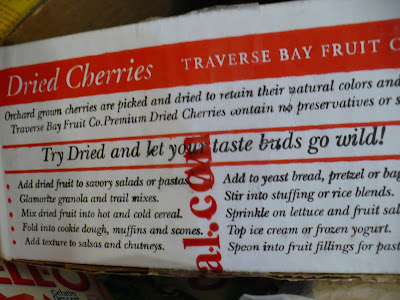 Dried Cherries TRAVERSE BAY FRUIT C
Orchard grown cherries are picked and dried to retain their natural colors and
Traverse Bay Fruit Co. Premium Dried Cherries contain no preservatives or s
Try Dried and let your taste buds go wild!
• Add dried fruit to savory salads or pastas
• Glamorize granola and trail mixes.
• Mix dried fruit into hot and cold cereal.
• Fold into cookie dough, muffins and scones.
• Add texture to salsas and chutneys.
Add to yeast bread, pretzel or bag
Stir into stuffing or rice blends.
Sprinkle on lettuce and fruit sal
Top ice cream or frozen yogurt.
Spoon into fruit fillings for past
al.com
Gelatin